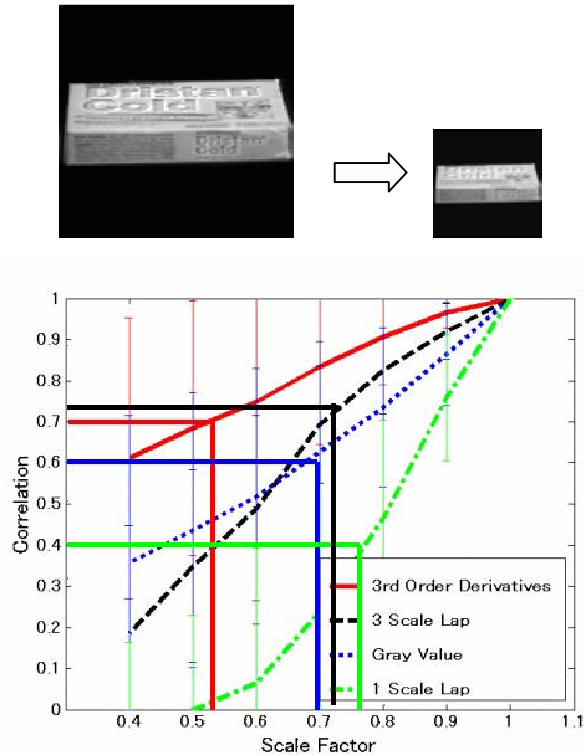 Dristan
Cold
Dristan
Cold
1
0.9
0.8
0.7
0.6
0.5
0.4
0.3
0.2
0.1
0
Correlation
3rd Order Derivatives
3 Scale Lap
Gray Value
1 Scale Lap
0.4 0.5 0.6 0.7 0.8 0.9 1 1.1
Scale Factor